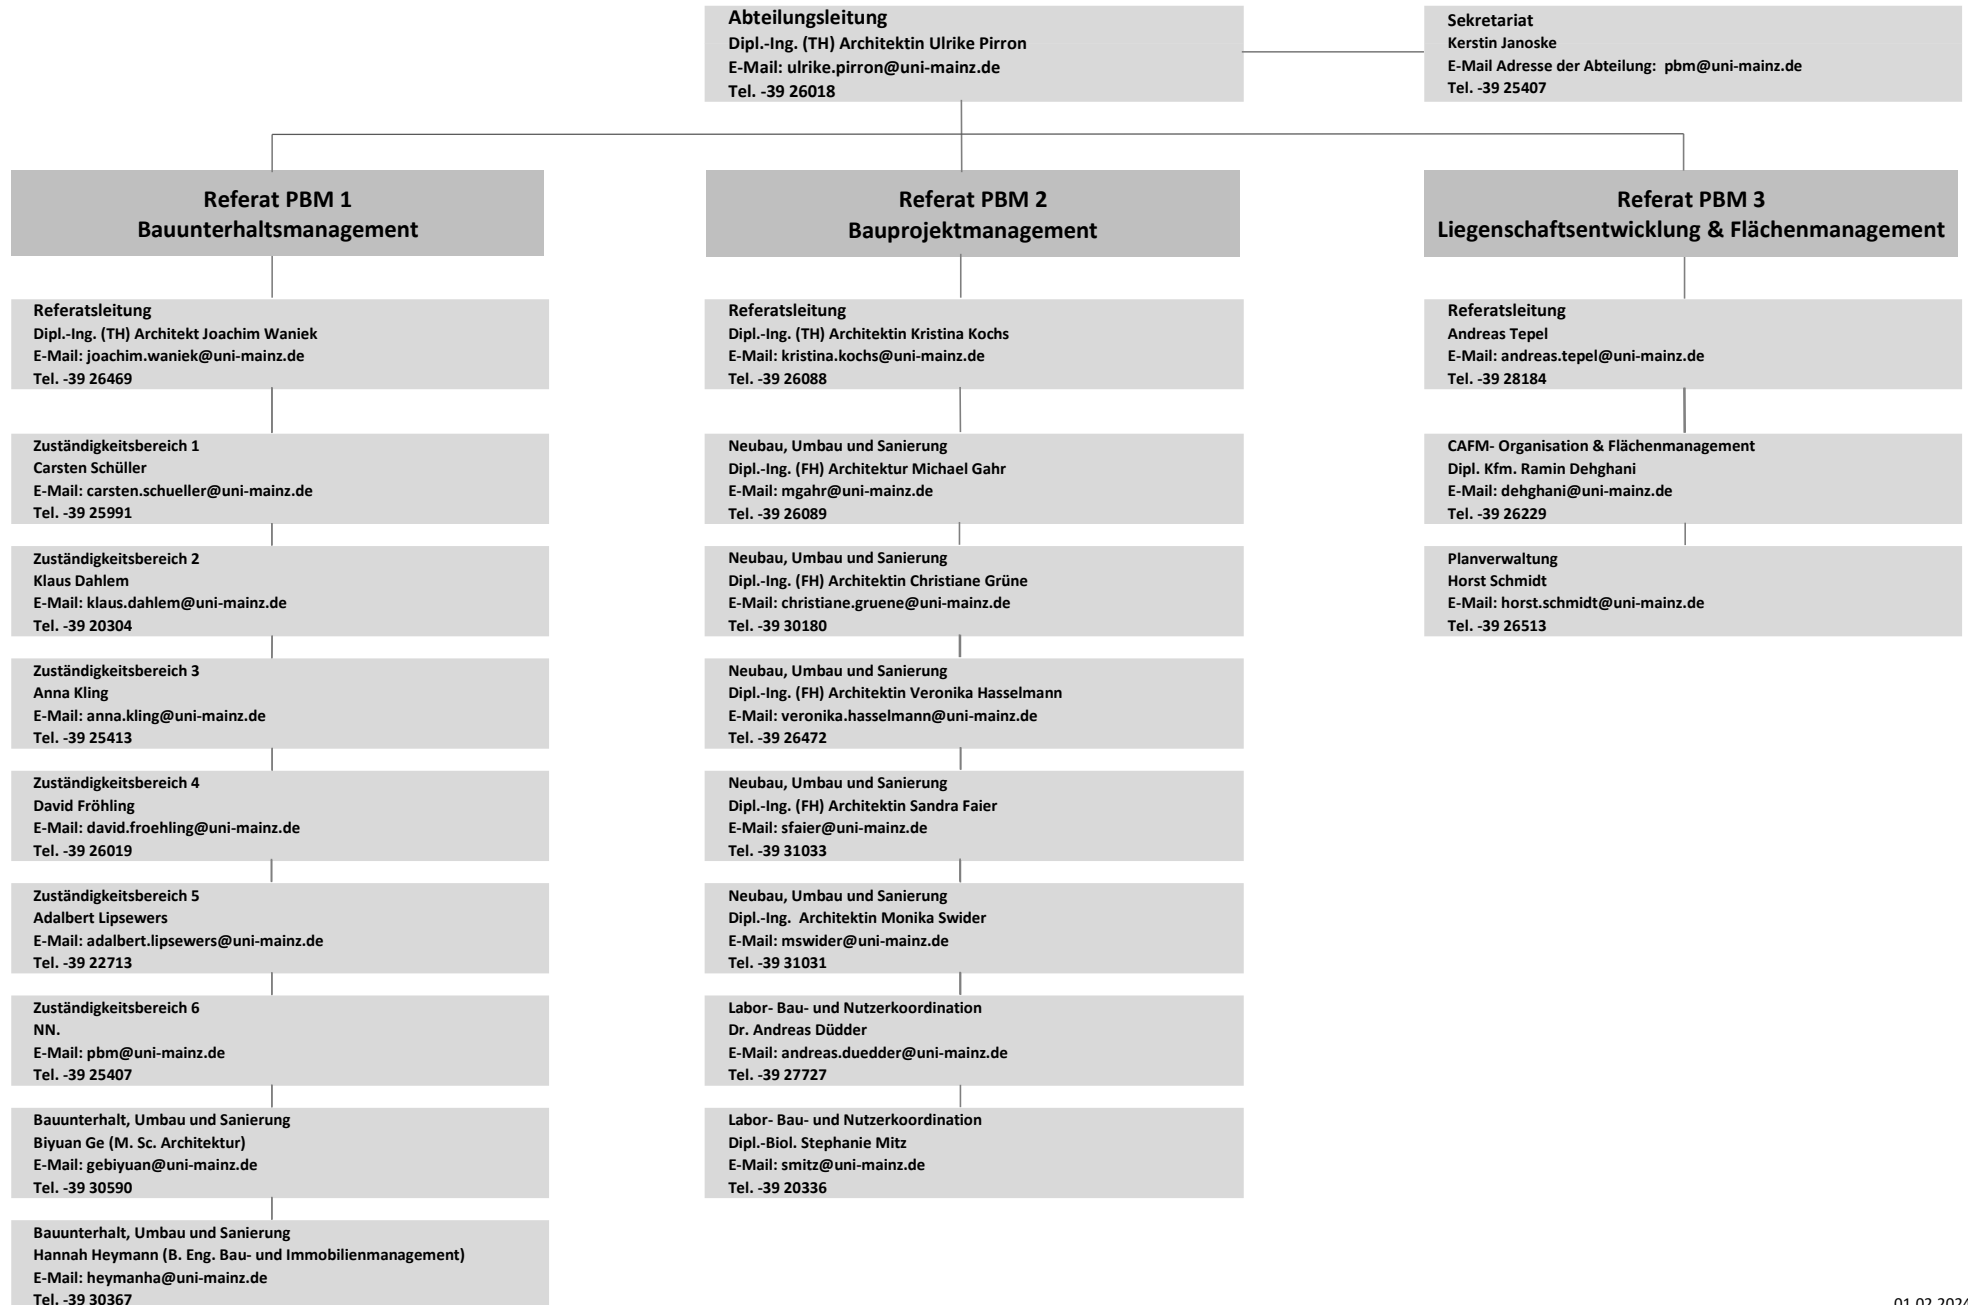 Abteilungsleitung
Dipl.-Ing. (TH) Architektin Ulrike Pirron
E-Mail: ulrike.pirron@uni-mainz.de
Tel. -39 26018
Sekretariat
Kerstin Janoske
E-Mail Adresse der Abteilung:  pbm@uni-mainz.de
Tel. -39 25407
Referat PBM 1
Bauunterhaltsmanagement
Referatsleitung
Dipl.-Ing. (TH) Architekt Joachim Waniek
E-Mail: joachim.waniek@uni-mainz.de
Tel. -39 26469
Zuständigkeitsbereich 1
Carsten Schüller
E-Mail: carsten.schueller@uni-mainz.de
Tel. -39 25991
Zuständigkeitsbereich 2
Klaus Dahlem
E-Mail: klaus.dahlem@uni-mainz.de
Tel. -39 20304
Zuständigkeitsbereich 3
Anna Kling
E-Mail: anna.kling@uni-mainz.de
Tel. -39 25413
Zuständigkeitsbereich 4
David Fröhling
E-Mail: david.froehling@uni-mainz.de
Tel. -39 26019
Zuständigkeitsbereich 5
Adalbert Lipsewers
E-Mail: adalbert.lipsewers@uni-mainz.de
Tel. -39 22713
Zuständigkeitsbereich 6
NN.
E-Mail: pbm@uni-mainz.de
Tel. -39 25407
Bauunterhalt, Umbau und Sanierung
Biyuan Ge (M. Sc. Architektur)
E-Mail: gebiyuan@uni-mainz.de
Tel. -39 30590
Bauunterhalt, Umbau und Sanierung
Hannah Heymann (B. Eng. Bau- und Immobilienmanagement)
E-Mail: heymanha@uni-mainz.de
Tel. -39 30367
Referat PBM 2
Bauprojektmanagement
Referatsleitung
Dipl.-Ing. (TH) Architektin Kristina Kochs
E-Mail: kristina.kochs@uni-mainz.de
Tel. -39 26088
Neubau, Umbau und Sanierung
Dipl.-Ing. (FH) Architektur Michael Gahr
E-Mail: mgahr@uni-mainz.de
Tel. -39 26089
Neubau, Umbau und Sanierung
Dipl.-Ing. (FH) Architektin Christiane Grüne
E-Mail: christiane.gruene@uni-mainz.de
Tel. -39 30180
Neubau, Umbau und Sanierung
Dipl.-Ing. (FH) Architektin Veronika Hasselmann
E-Mail: veronika.hasselmann@uni-mainz.de
Tel. -39 26472
Neubau, Umbau und Sanierung
Dipl.-Ing. (FH) Architektin Sandra Faier
E-Mail: sfaier@uni-mainz.de
Tel. -39 31033
Neubau, Umbau und Sanierung
Dipl.-Ing.  Architektin Monika Swider
E-Mail: mswider@uni-mainz.de
Tel. -39 31031
Labor- Bau- und Nutzerkoordination
Dr. Andreas Düdder
E-Mail: andreas.duedder@uni-mainz.de
Tel. -39 27727
Labor- Bau- und Nutzerkoordination
Dipl.-Biol. Stephanie Mitz
E-Mail: smitz@uni-mainz.de
Tel. -39 20336
Referat PBM 3
Liegenschaftsentwicklung & Flächenmanagement
Referatsleitung
Andreas Tepel
E-Mail: andreas.tepel@uni-mainz.de
Tel. -39 28184
CAFM- Organisation & Flächenmanagement
Dipl. Kfm. Ramin Dehghani
E-Mail: dehghani@uni-mainz.de
Tel. -39 26229
Planverwaltung
Horst Schmidt
E-Mail: horst.schmidt@uni-mainz.de
Tel. -39 26513
01.02.2024